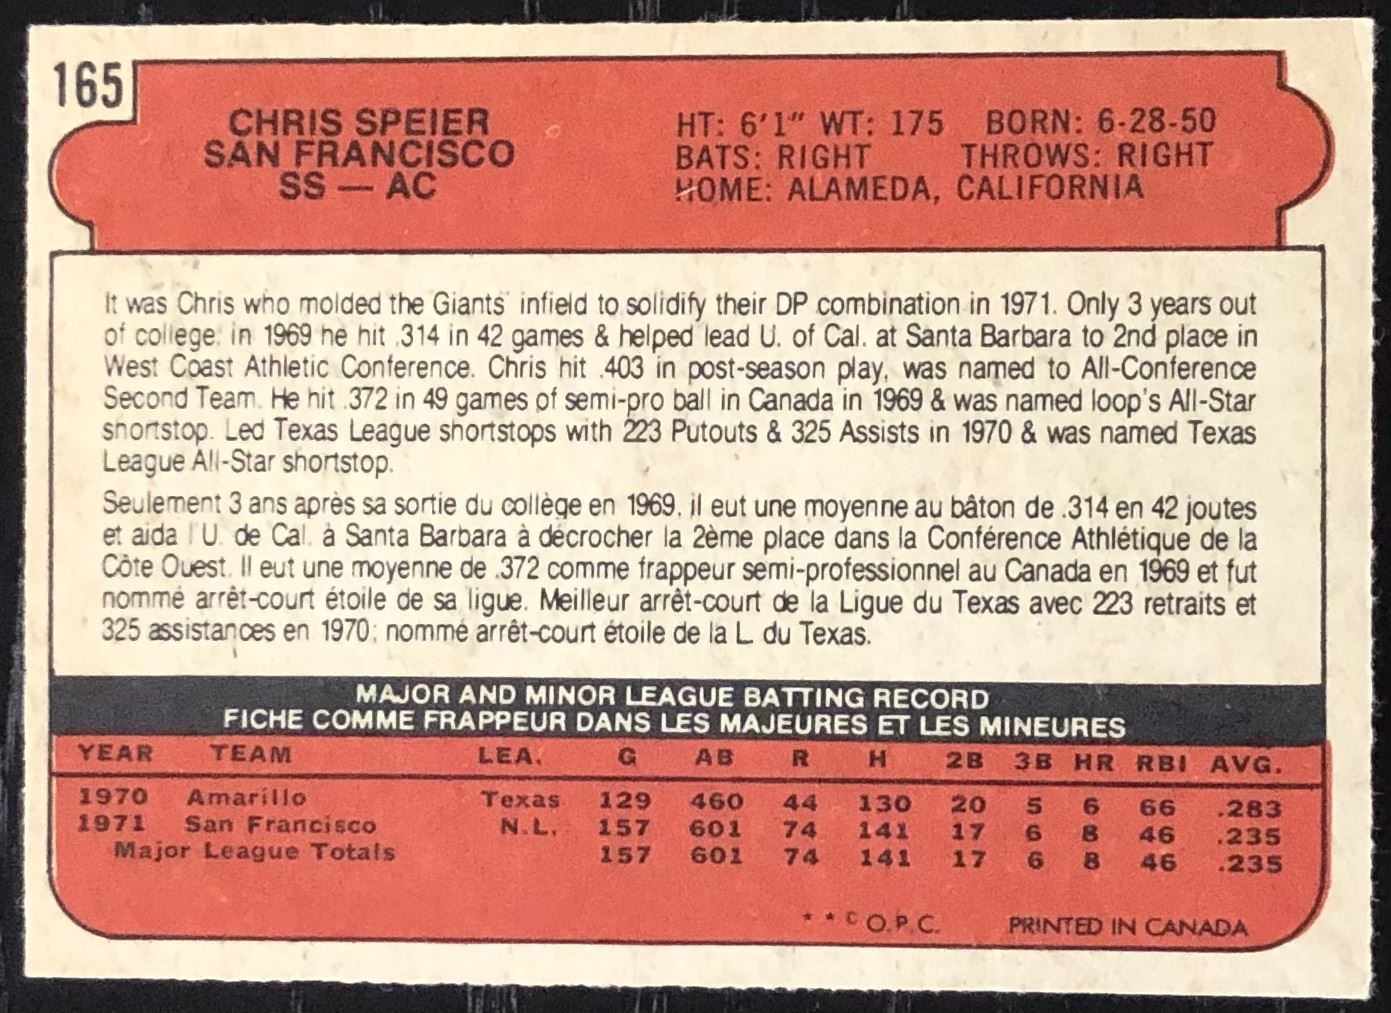 165
CHRIS SPEIER
SAN FRANCISCO
SS — AC
HT: 6'1" WT: 175 BORN: 6-28-50
BATS: RIGHT THROWS: RIGHT
HOME: ALAMEDA, CALIFORNIA
It was Chris who molded the Giants' infield to solidify their DP combination in 1971. Only 3 years out
of college, in 1969 he hit .314 in 42 games & helped lead U. of Cal. at Santa Barbara to 2nd place in
West Coast Athletic Conference. Chris hit .403 in post-season play, was named to All-Conference
Second Team. He hit .372 in 49 games of semi-pro ball in Canada in 1969 & was named loop's All-Star
shortstop. Led Texas League shortstops with 223 Putouts & 325 Assists in 1970 & was named Texas
League All-Star shortstop.
Seulement 3 ans après sa sortie du collège en 1969, il eut une moyenne au bâton de .314 en 42 joutes
et aida l'U. de Cal. à Santa Barbara à décrocher la 2ème place dans la Conférence Athlétique de la
Côte Ouest. Il eut une moyenne de .372 comme frappeur semi-professionnel au Canada en 1969 et fut
nommé arrêt-court étoile de sa ligue. Meilleur arrêt-court de la Ligue du Texas avec 223 retraits et
325 assistances en 1970; nommé arrêt-court étoile de la L. du Texas.
MAJOR AND MINOR LEAGUE BATTING RECORD
FICHE COMME FRAPPEUR DANS LES MAJEURES ET LES MINEURES
YEAR TEAM LEA. G AB R H 2B 3B HR RBI AVG.
1970 Amarillo Texas 129 460 44 130 20 5 6 66 .283
1971 San Francisco N.L. 157 601 74 141 17 6 8 46 .235
Major League Totals 157 601 74 141 17 6 8 46 .235
* * © O.P.C. PRINTED IN CANADA